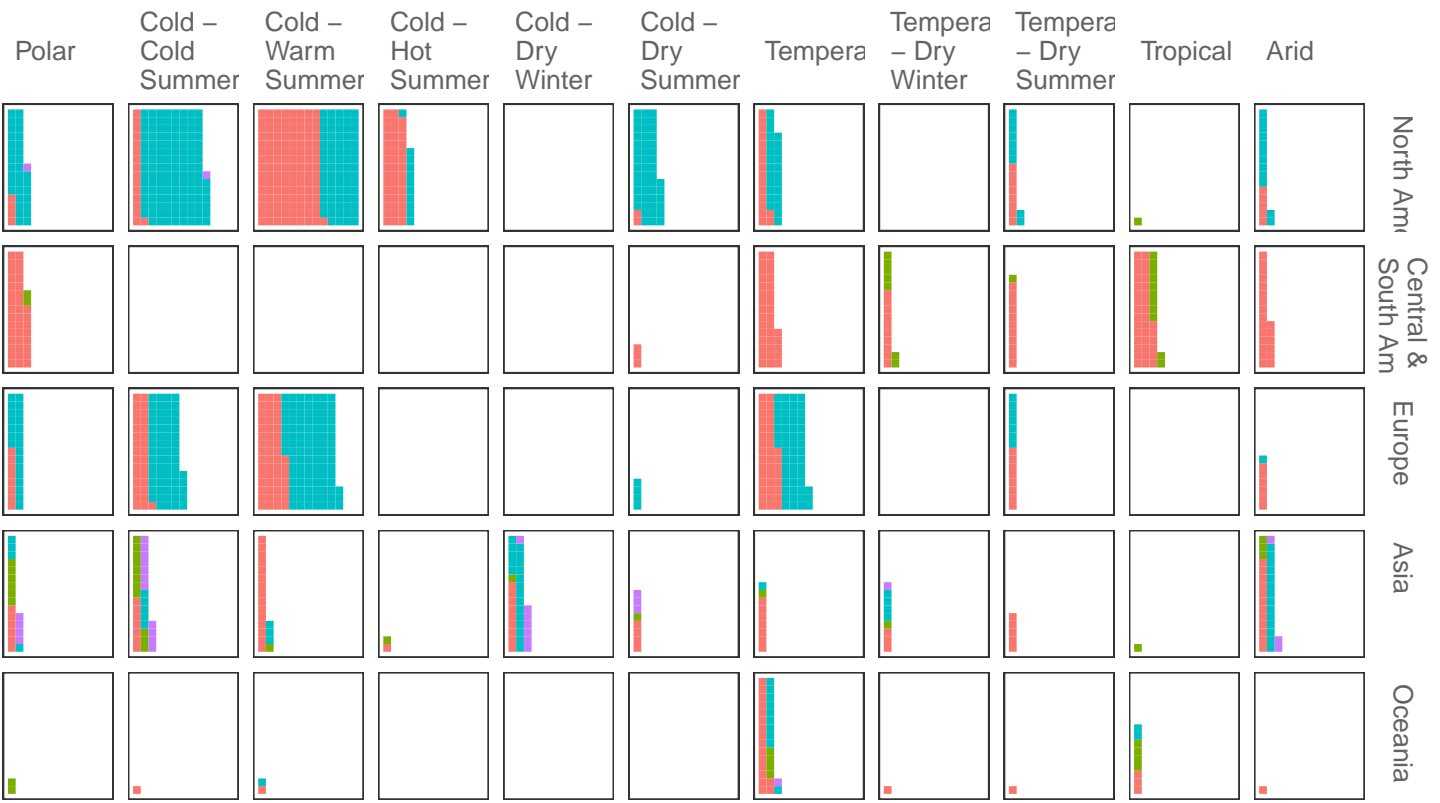 Polar
Cold –
Cold
Summer
Cold –
Warm
Summer
Cold –
Hot
Summer
Cold –
Dry
Winter
Cold –
Dry
Summer
Tempera
Tempera
– Dry
Winter
Tempera
– Dry
Summer
Tropical
Arid
North Am
Central &
South Am
Europe
Asia
Oceania